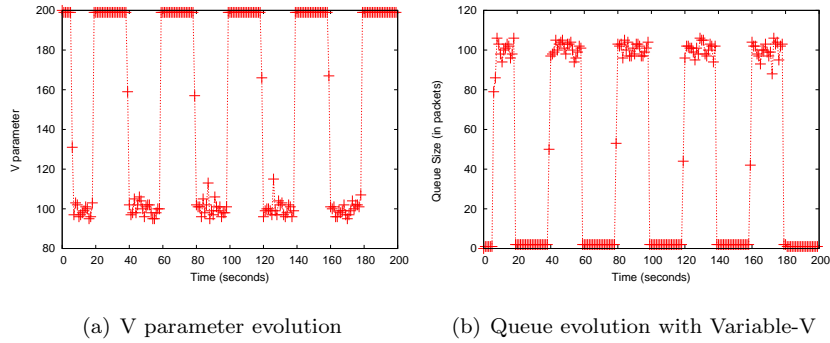 200
180
160
140
120
100
80
V parameter
0 20 40 60 80 100 120 140 160 180 200
Time (seconds)
(a) V parameter evolution
120
100
80
60
40
20
0
Queue Size (in packets)
0 20 40 60 80 100 120 140 160 180 200
Time (seconds)
(b) Queue evolution with Variable-V